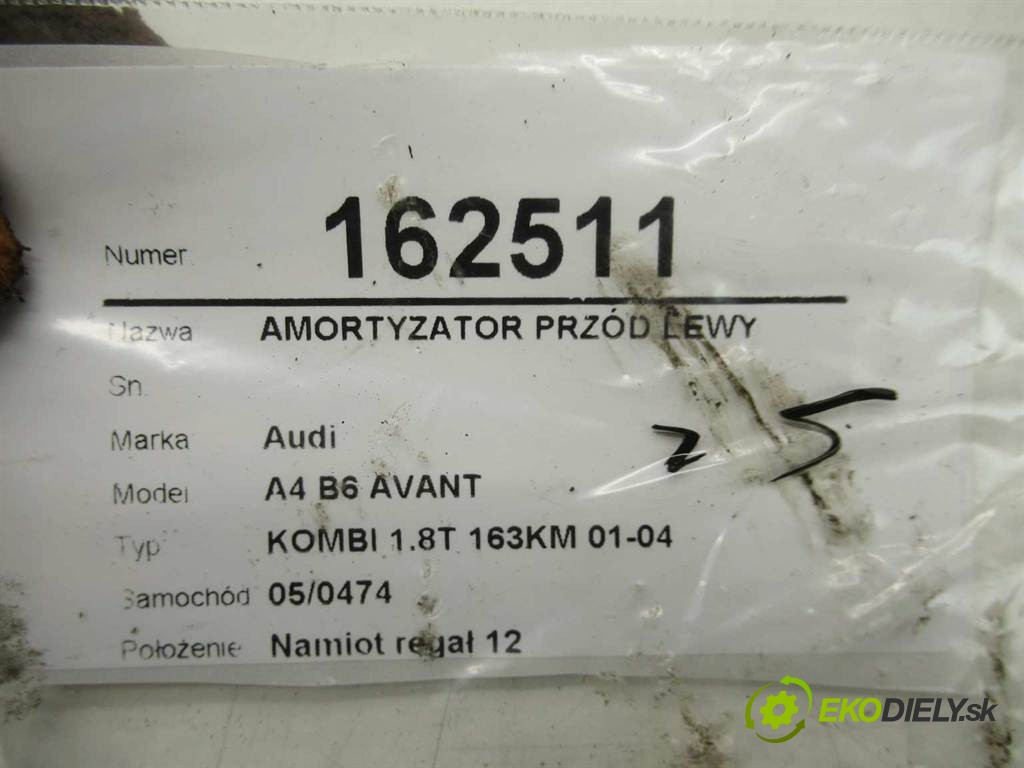 Numer 162511
Nazwa AMORTYZATOR PRZÓD LEWY
Sn.
Marka Audi
Model A4 B6 AVANT
Typ KOMBI 1.8T 163KM 01-04
Samochód 05/0474
Położenie Namiot regał 12
25
EKODIELY.sk